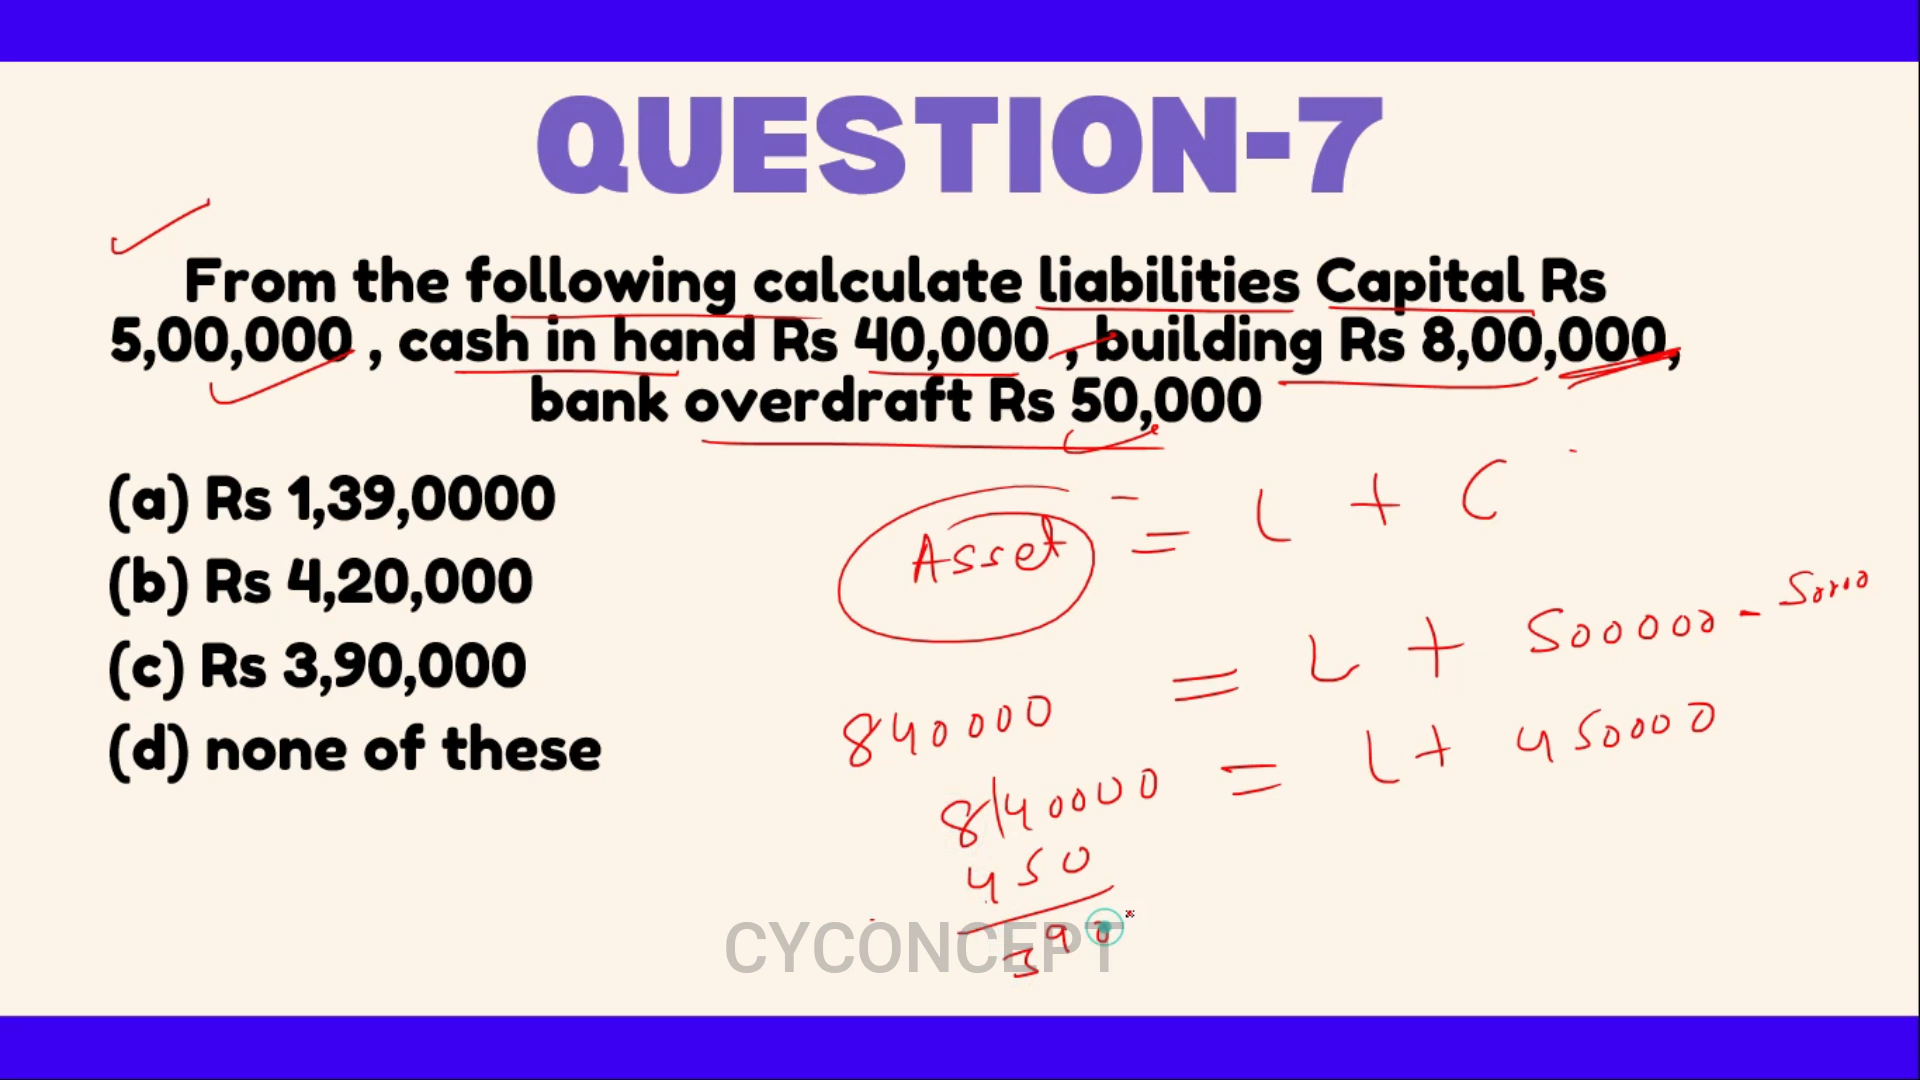 QUESTION-7
From the following calculate liabilities Capital Rs
5,00,000 , cash in hand Rs 40,000 , building Rs 8,00,000,
bank overdraft Rs 50,000
(a) Rs 1,39,0000
(b) Rs 4,20,000
(c) Rs 3,90,000
(d) none of these
Asset = L + C
840000 = L + 500000 - 50000
840000 = L + 450000
450
390
CYCONCEPT